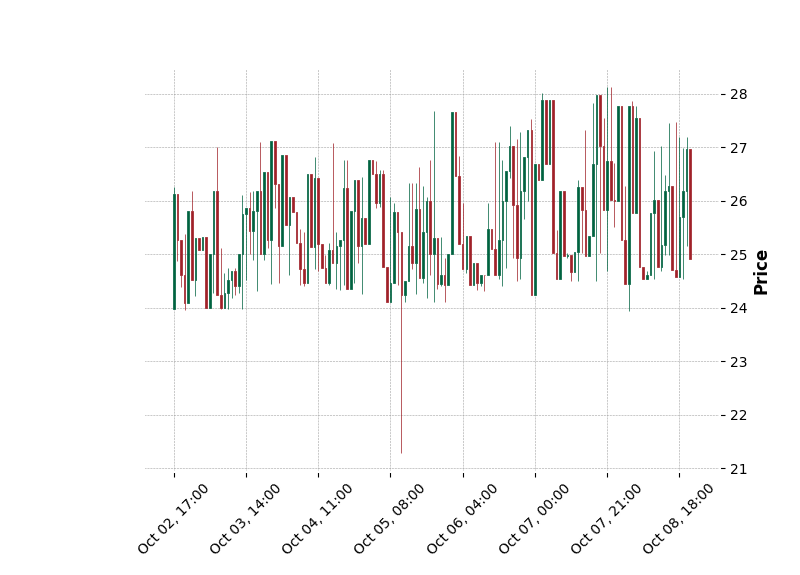 28
27
26
25
24
23
22
21
Price
Oct 02, 17:00
Oct 03, 14:00
Oct 04, 11:00
Oct 05, 08:00
Oct 06, 04:00
Oct 07, 00:00
Oct 07, 21:00
Oct 08, 18:00